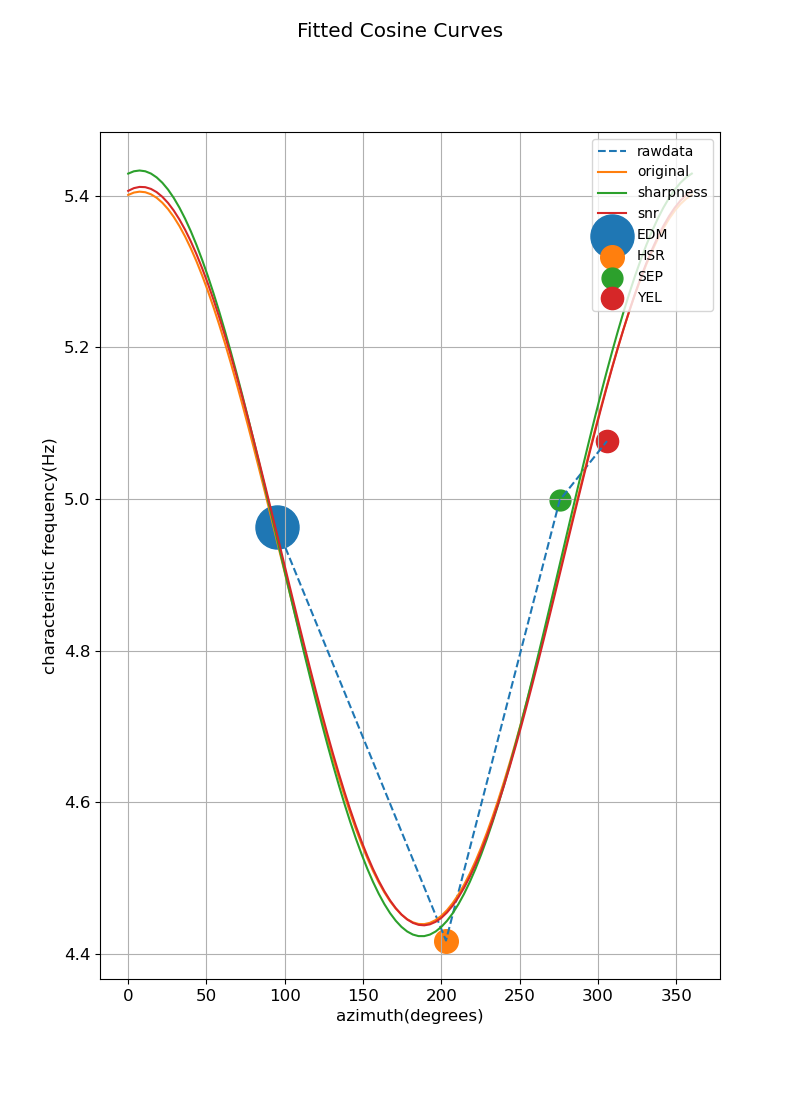 Fitted Cosine Curves
rawdata
original
sharpness
snr
EDM
HSR
SEP
YEL
5.4
5.2
5.0
4.8
4.6
4.4
characteristic frequency(Hz)
0 50 100 150 200 250 300 350
azimuth(degrees)